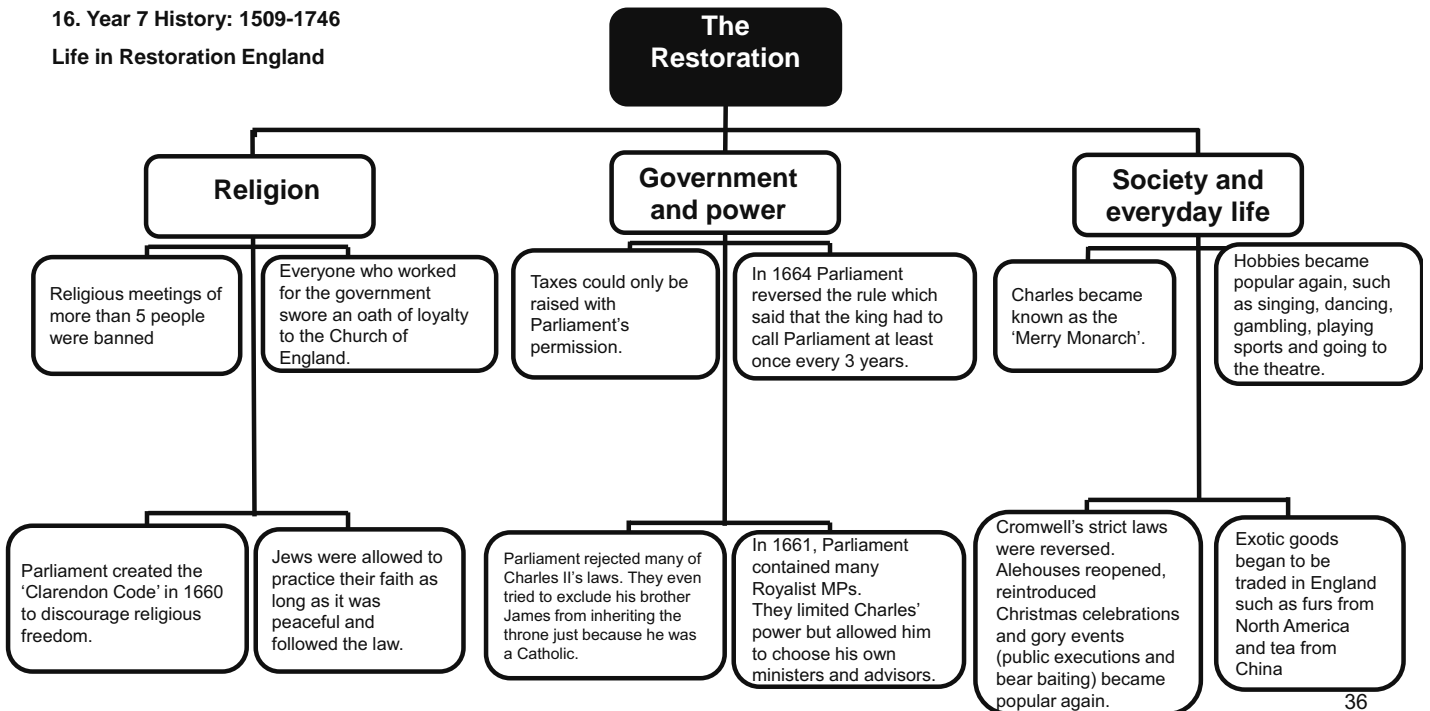 16. Year 7 History: 1509-1746
Life in Restoration England
The
Restoration
Religion
Government
and power
Society and
everyday life
Religious meetings of
more than 5 people
were banned
Everyone who worked
for the government
swore an oath of loyalty
to the Church of
England.
Taxes could only be
raised with
Parliament’s
permission.
In 1664 Parliament
reversed the rule which
said that the king had to
call Parliament at least
once every 3 years.
Charles became
known as the
‘Merry Monarch’.
Hobbies became
popular again, such
as singing, dancing,
gambling, playing
sports and going to
the theatre.
Parliament created the
‘Clarendon Code’ in 1660
to discourage religious
freedom.
Jews were allowed to
practice their faith as
long as it was
peaceful and
followed the law.
Parliament rejected many of
Charles II’s laws. They even
tried to exclude his brother
James from inheriting the
throne just because he was
a Catholic.
In 1661, Parliament
contained many
Royalist MPs.
They limited Charles’
power but allowed him
to choose his own
ministers and advisors.
Cromwell’s strict laws
were reversed.
Alehouses reopened,
reintroduced
Christmas celebrations
and gory events
(public executions and
bear baiting) became
popular again.
Exotic goods
began to be
traded in England
such as furs from
North America
and tea from
China
36